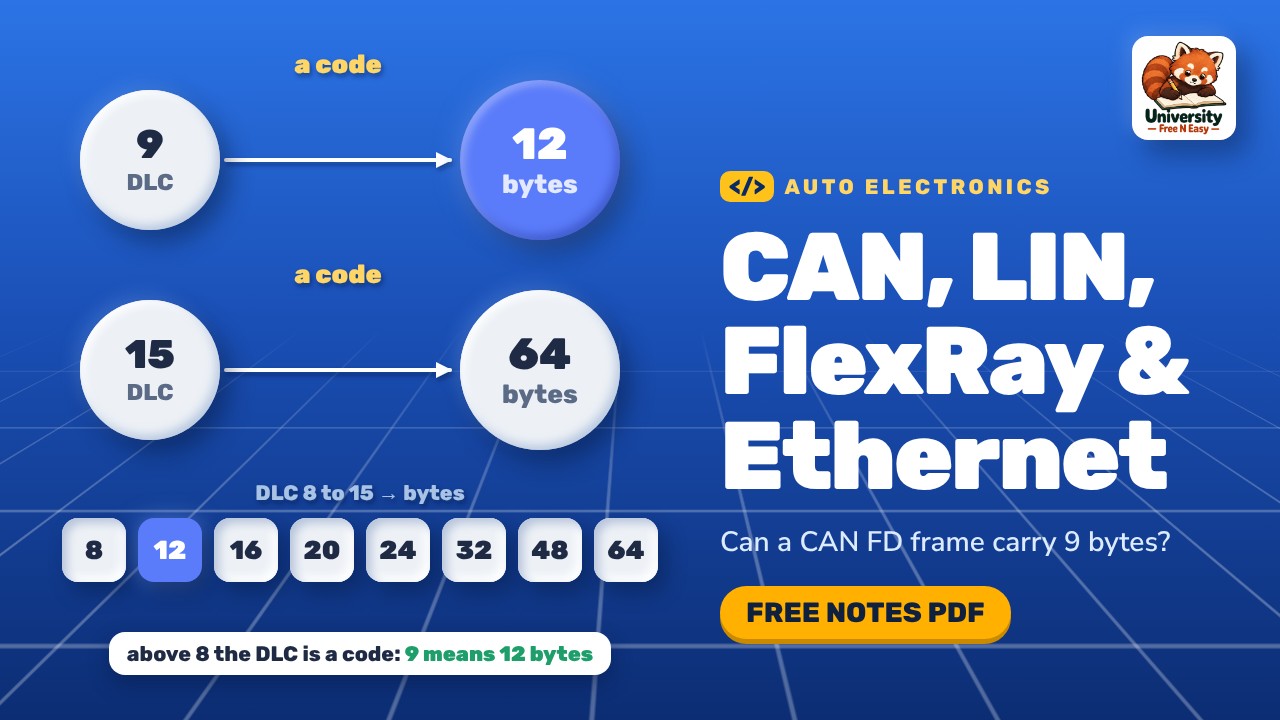 a code
9
DLC
12
bytes
a code
15
DLC
64
bytes
DLC 8 to 15 → bytes
8 12 16 20 24 32 48 64
above 8 the DLC is a code: 9 means 12 bytes
University
Free N Easy
</> AUTO ELECTRONICS
CAN, LIN,
FlexRay &
Ethernet
Can a CAN FD frame carry 9 bytes?
FREE NOTES PDF